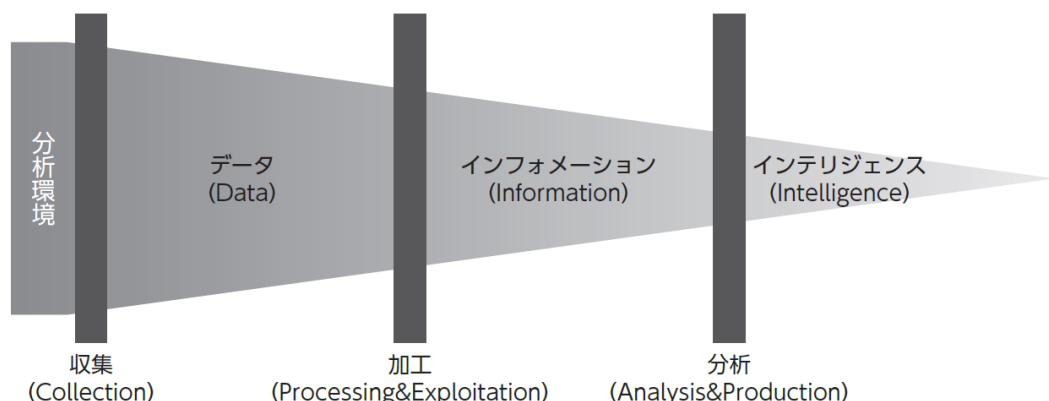 分析環境
データ
(Data)
インフォメーション
(Information)
インテリジェンス
(Intelligence)
収集
(Collection)
加工
(Processing&Exploitation)
分析
(Analysis&Production)